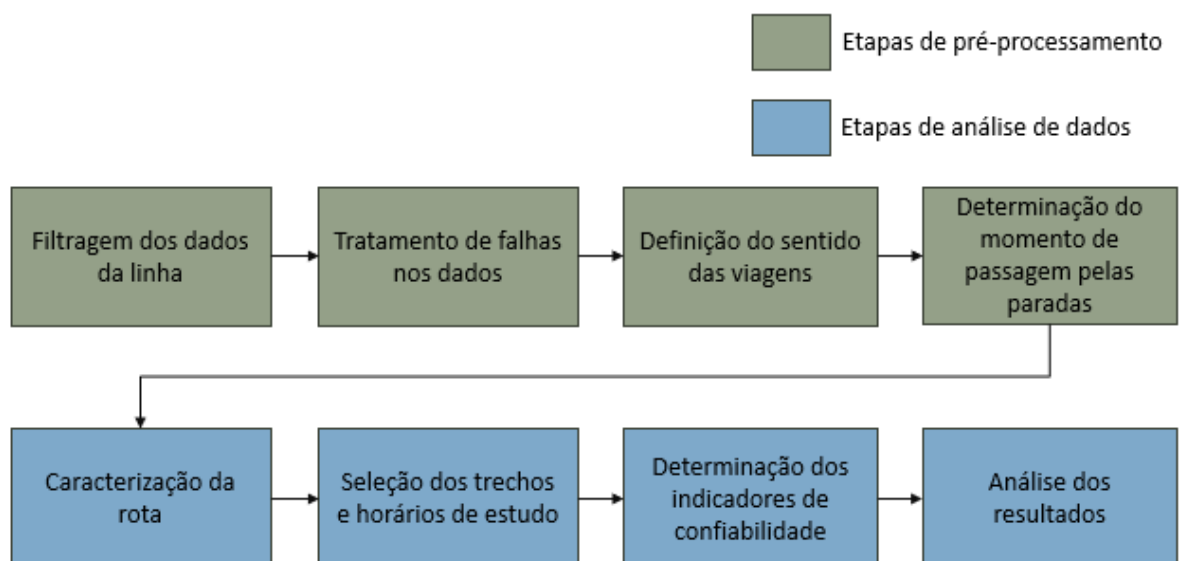 Etapas de pré-processamento
Etapas de análise de dados
Filtragem dos dados
da linha
Tratamento de falhas
nos dados
Definição do sentido
das viagens
Determinação do
momento de
passagem pelas
paradas
Caracterização da
rota
Seleção dos trechos
e horários de estudo
Determinação dos
indicadores de
confiabilidade
Análise dos
resultados